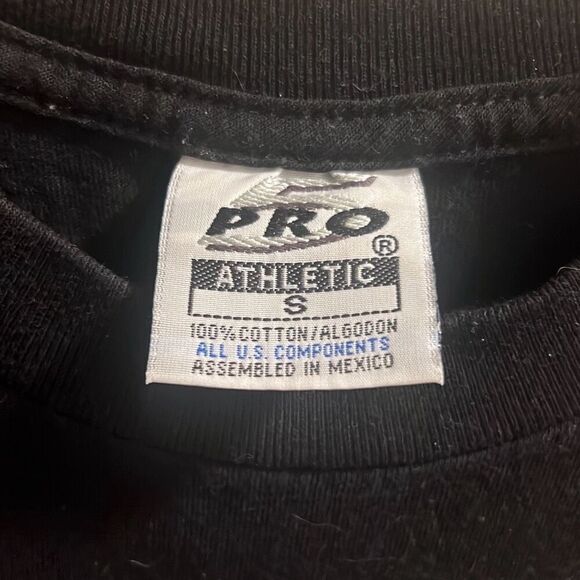 PRO®
ATHLETIC
S
100% COTTON/ALGODON
ALL U.S. COMPONENTS
ASSEMBLED IN MEXICO